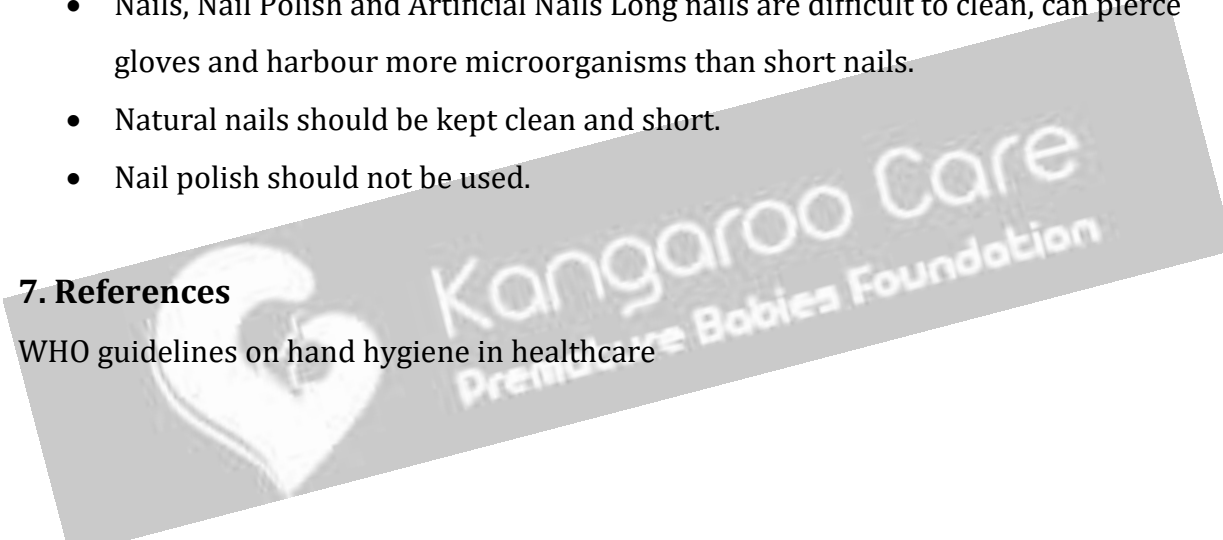 • Nails, Nail Polish and Artificial Nails Long nails are difficult to clean, can pierce
gloves and harbour more microorganisms than short nails.
• Natural nails should be kept clean and short.
• Nail polish should not be used.
7. References
WHO guidelines on hand hygiene in healthcare
Kangaroo Care
Premature Babies Foundation